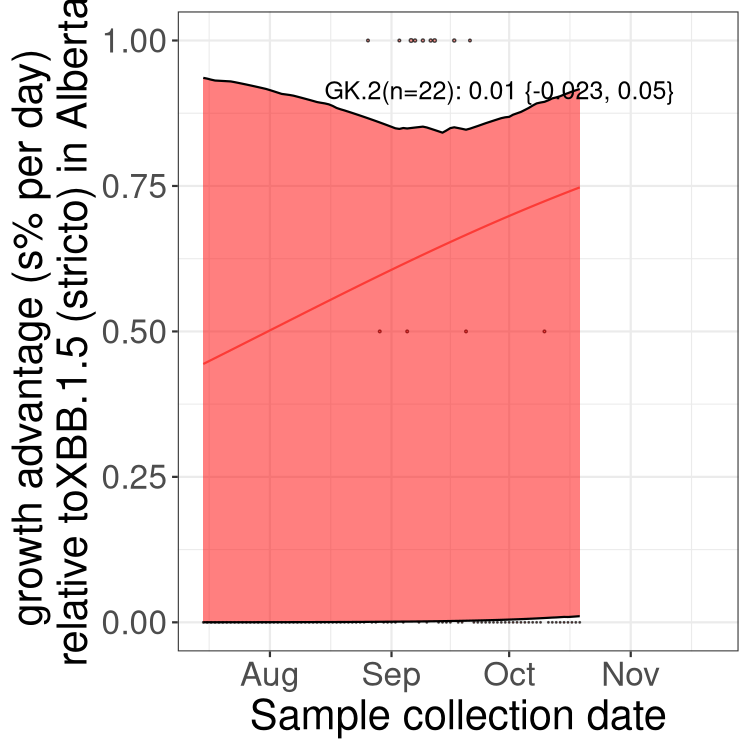 growth advantage (s% per day)
relative toXBB.1.5 (stricto) in Alberta
1.00
0.75
0.50
0.25
0.00
GK.2(n=22): 0.01 {-0.023, 0.05}
Aug Sep Oct Nov
Sample collection date